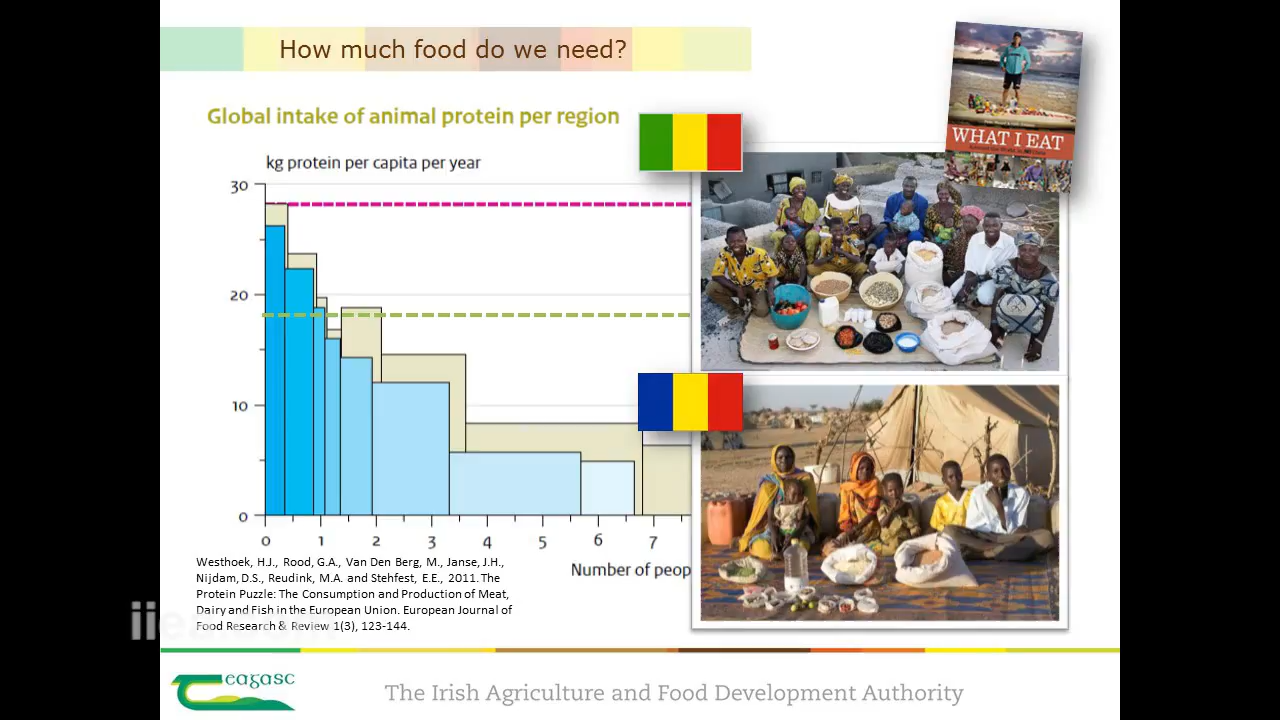 How much food do we need?
Global intake of animal protein per region
kg protein per capita per year
30
20
10
0
0 1 2 3 4 5 6 7
Number of peop
WHAT I EAT
Westhoek, H.J., Rood, G.A., Van Den Berg, M., Janse, J.H.,
Nijdam, D.S., Reudink, M.A. and Stehfest, E.E., 2011. The
Protein Puzzle: The Consumption and Production of Meat,
Dairy and Fish in the European Union. European Journal of
Food Research & Review 1(3), 123-144.
eagasc
The Irish Agriculture and Food Development Authority